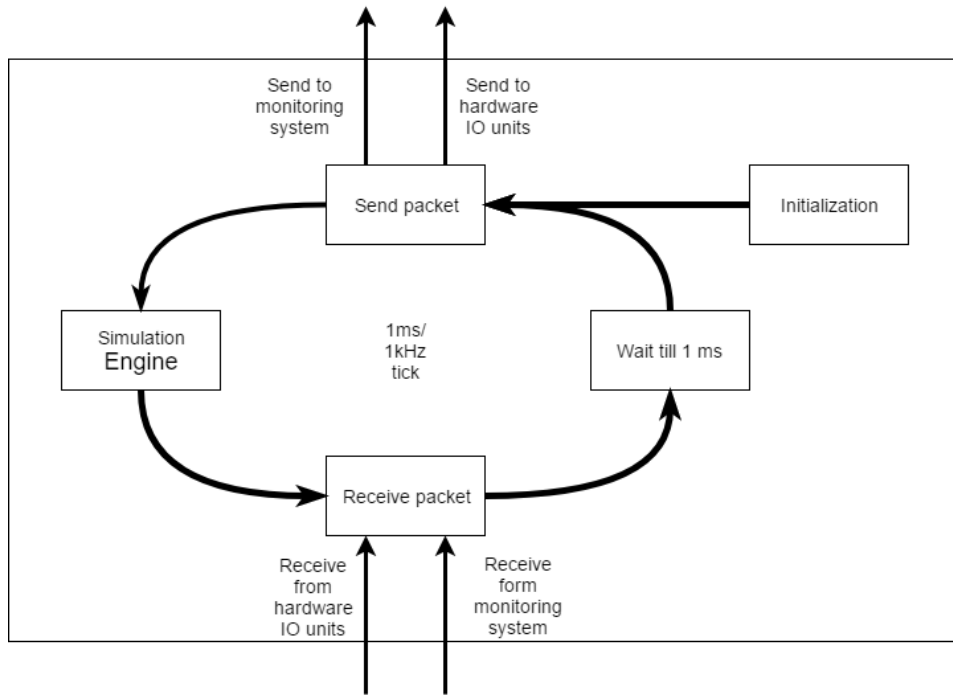 Send to
monitoring
system
Send to
hardware
IO units
Send packet
Initialization
Simulation
Engine
1ms/
1kHz
tick
Wait till 1 ms
Receive packet
Receive
from
hardware
IO units
Receive
form
monitoring
system